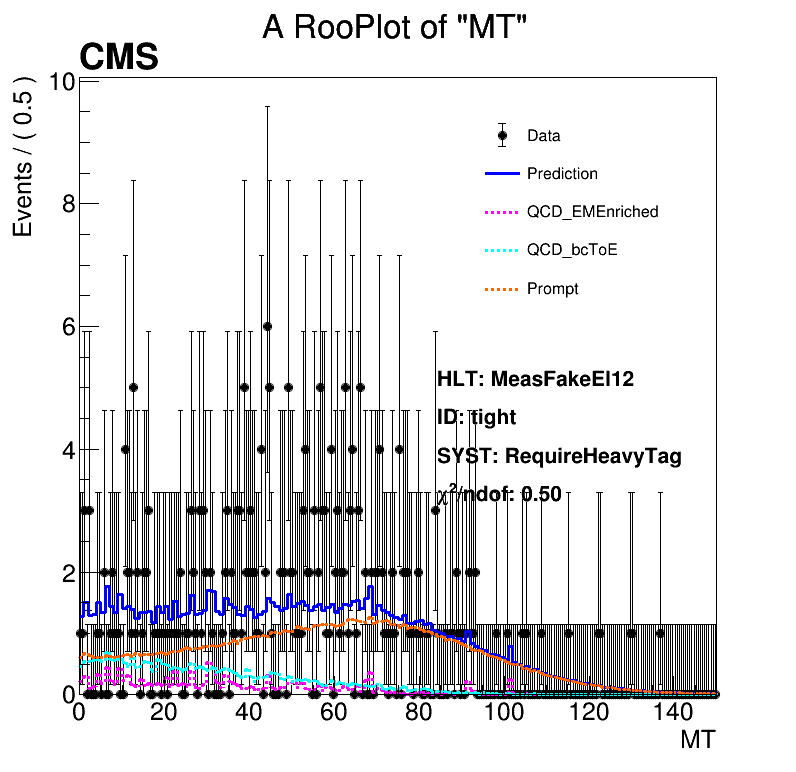 A RooPlot of "MT"
CMS
Events / ( 0.5 )
10
8
6
4
2
0
Data
Prediction
QCD_EMEnriched
QCD_bcToE
Prompt
HLT: MeasFakeEl12
ID: tight
SYST: RequireHeavyTag
χ²/ndof: 0.50
0 20 40 60 80 100 120 140
MT